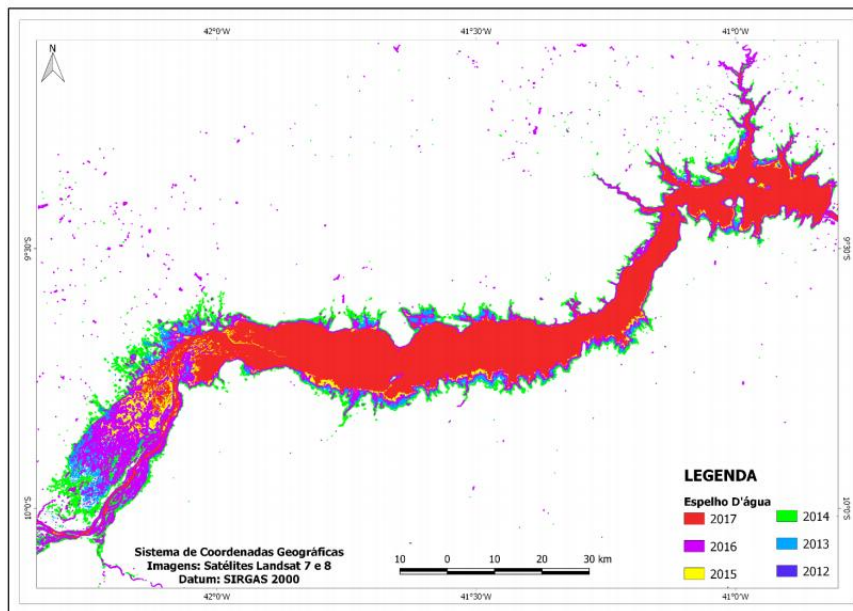 42°0'W 41°30'W 41°0'W
N
9°30'S 9°30'S
10°0'S 10°0'S
LEGENDA
Espelho D'água
2017 2014
2016 2013
2015 2012
Sistema de Coordenadas Geográficas
Imagens: Satélites Landsat 7 e 8
Datum: SIRGAS 2000
10 0 10 20 30 km
42°0'W 41°30'W 41°0'W